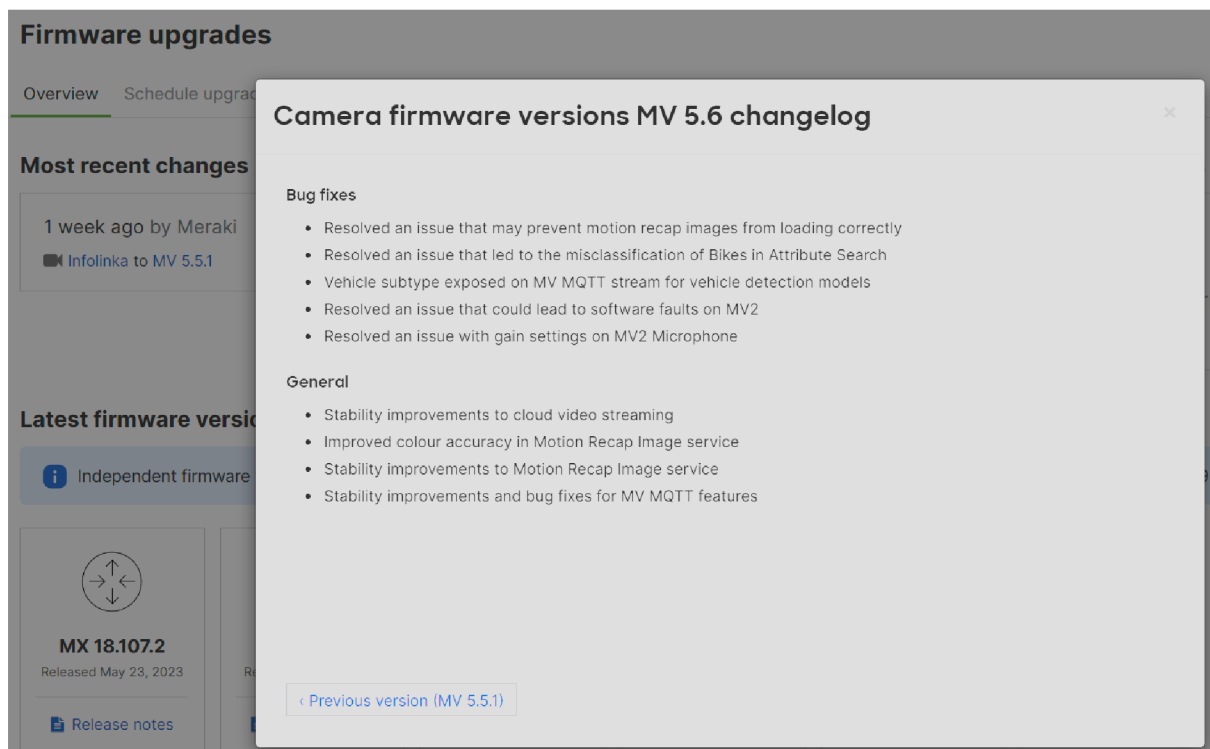 Firmware upgrades
Overview Schedule upgrad
Camera firmware versions MV 5.6 changelog
×
Most recent changes
1 week ago by Meraki
Infolinka to MV 5.5.1
Bug fixes
• Resolved an issue that may prevent motion recap images from loading correctly
• Resolved an issue that led to the misclassification of Bikes in Attribute Search
• Vehicle subtype exposed on MV MQTT stream for vehicle detection models
• Resolved an issue that could lead to software faults on MV2
• Resolved an issue with gain settings on MV2 Microphone
General
• Stability improvements to cloud video streaming
• Improved colour accuracy in Motion Recap Image service
• Stability improvements to Motion Recap Image service
• Stability improvements and bug fixes for MV MQTT features
Latest firmware versio
Independent firmware
MX 18.107.2
Released May 23, 2023
Re
Release notes
‹ Previous version (MV 5.5.1)